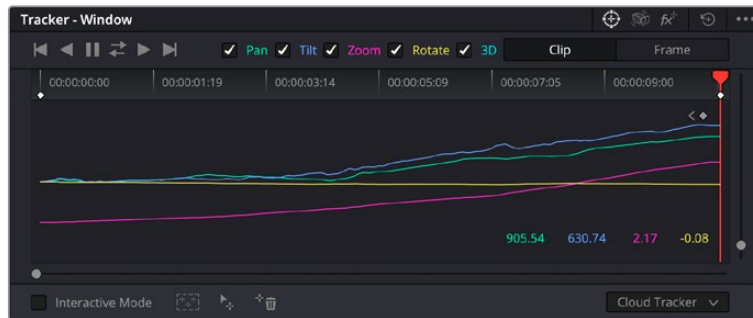 Tracker - Window
Pan Tilt Zoom Rotate 3D Clip Frame
00:00:00:00 00:00:01:19 00:00:03:14 00:00:05:09 00:00:07:05 00:00:09:00
905.54 630.74 2.17 -0.08
Interactive Mode Cloud Tracker